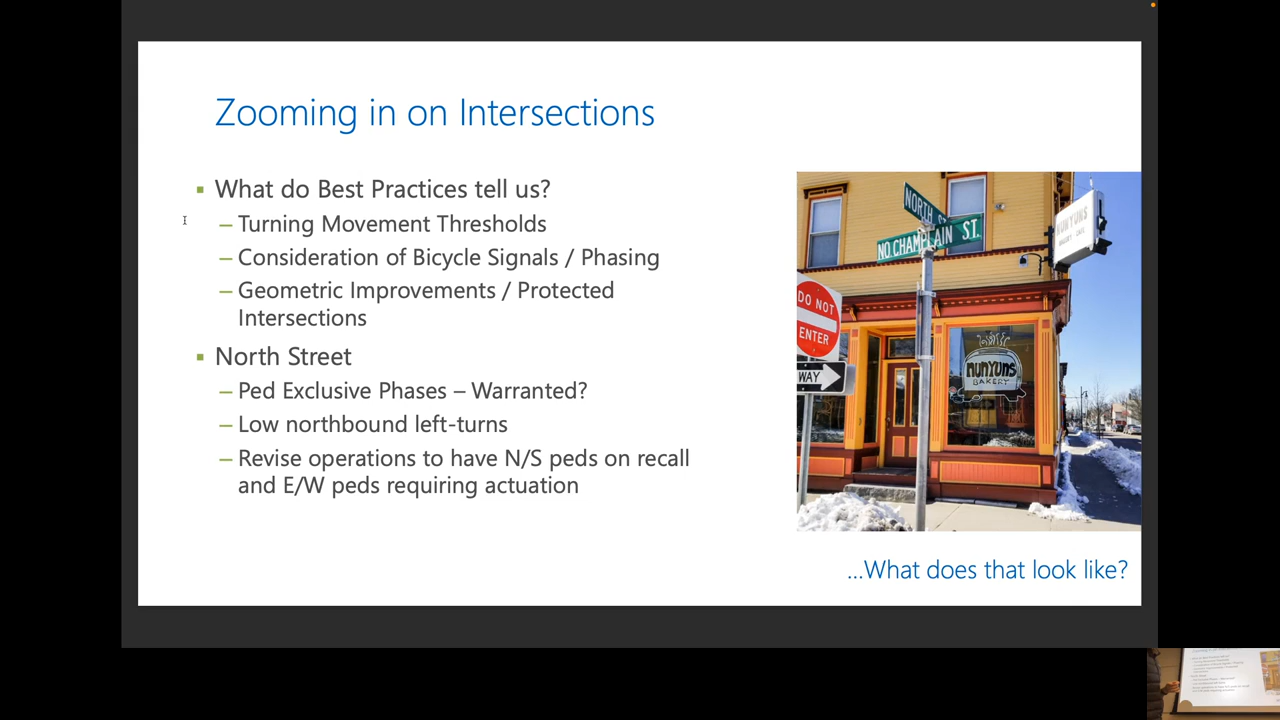 Zooming in on Intersections
▪ What do Best Practices tell us?
– Turning Movement Thresholds
– Consideration of Bicycle Signals / Phasing
– Geometric Improvements / Protected
Intersections
▪ North Street
– Ped Exclusive Phases – Warranted?
– Low northbound left-turns
– Revise operations to have N/S peds on recall
and E/W peds requiring actuation
NORTH
NO. CHAMPLAIN ST.
NUNYUNS
DO NOT
ENTER
WAY
NUNYUNS
BAKERY
...What does that look like?